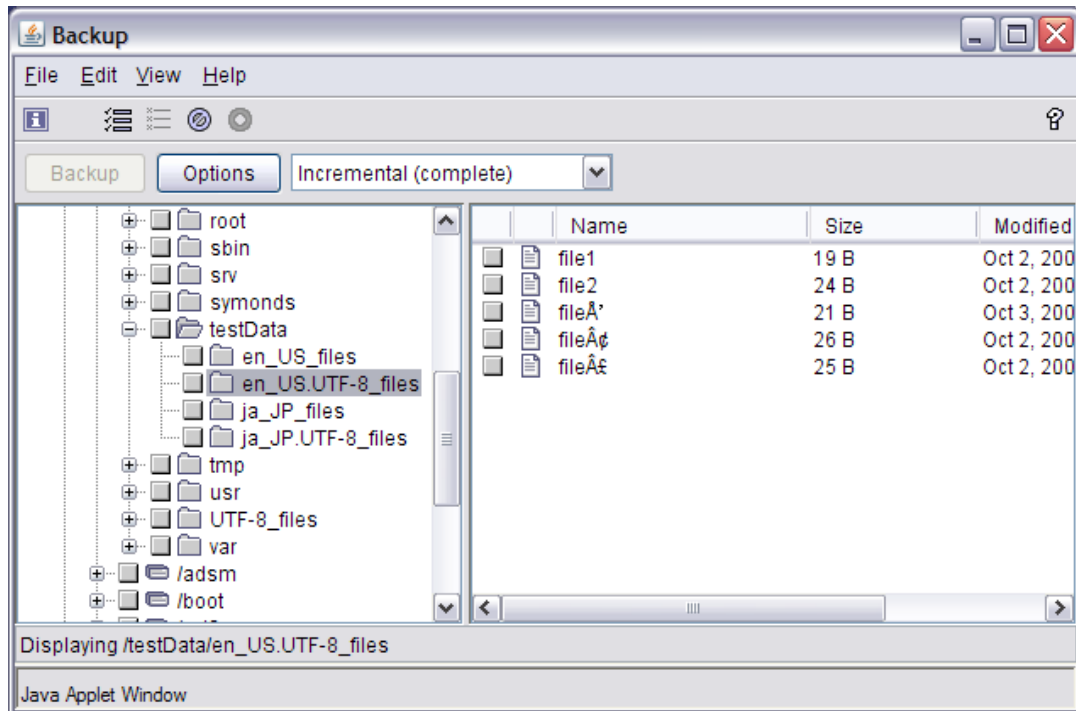 Backup
File Edit View Help
Backup Options Incremental (complete)
root
sbin
srv
symonds
testData
en_US_files
en_US.UTF-8_files
ja_JP_files
ja_JP.UTF-8_files
tmp
usr
UTF-8_files
var
/adsm
/boot
Name Size Modified
file1 19 B Oct 2, 200
file2 24 B Oct 2, 200
fileÅ’ 21 B Oct 3, 200
fileÂ¢ 26 B Oct 2, 200
fileÂ£ 25 B Oct 2, 200
Displaying /testData/en_US.UTF-8_files
Java Applet Window